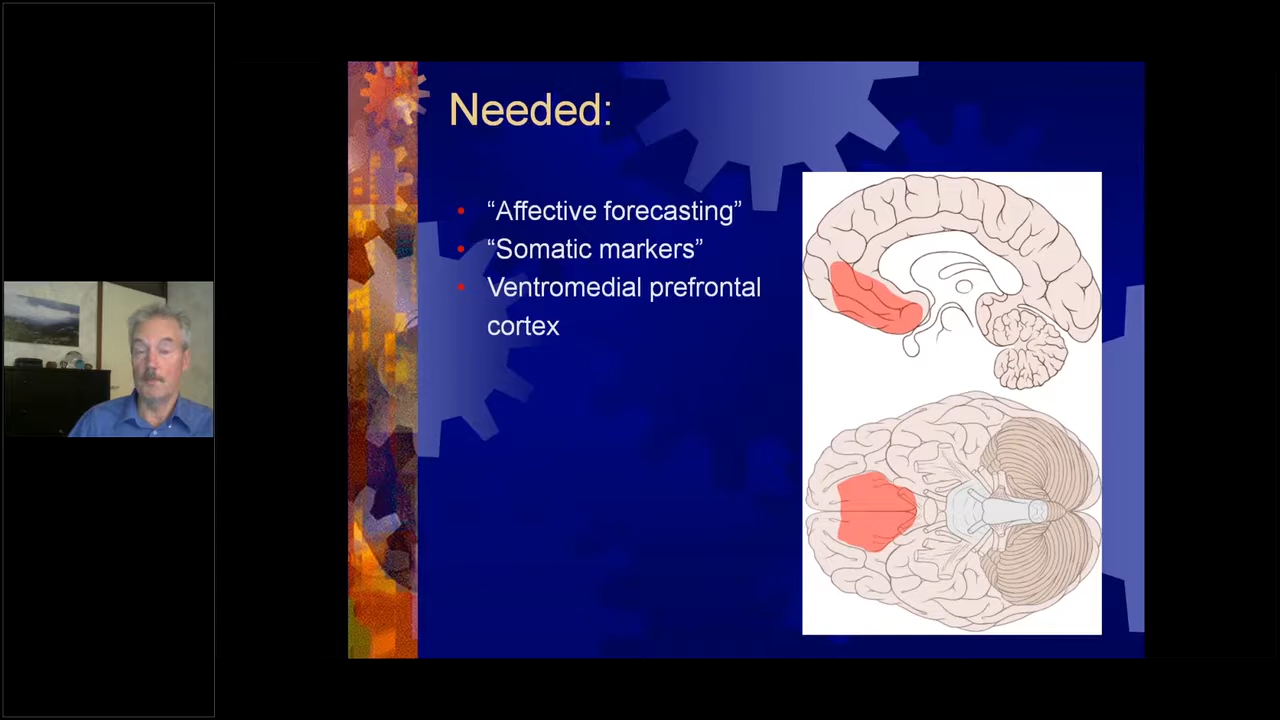 Needed:
“Affective forecasting”
“Somatic markers”
Ventromedial prefrontal
cortex